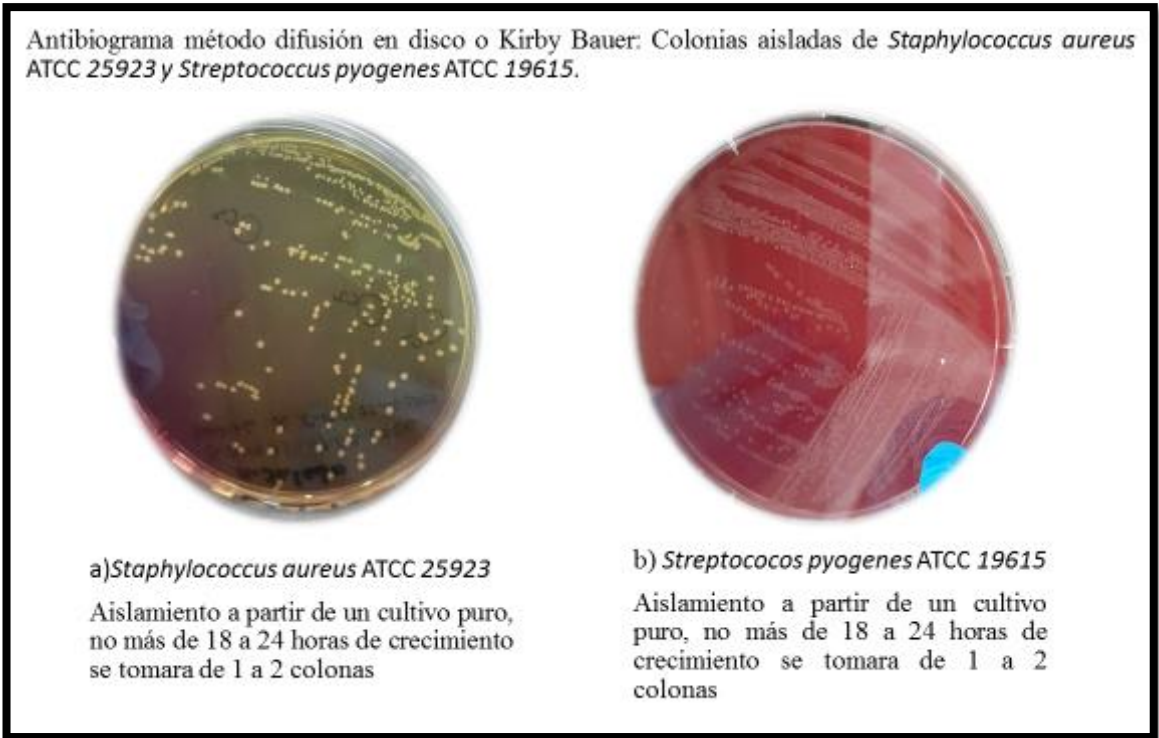 Antibiograma método difusión en disco o Kirby Bauer: Colonias aisladas de Staphylococcus aureus
ATCC 25923 y Streptococcus pyogenes ATCC 19615.
a)Staphylococcus aureus ATCC 25923
Aislamiento a partir de un cultivo puro,
no más de 18 a 24 horas de crecimiento
se tomara de 1 a 2 colonas
b) Streptococos pyogenes ATCC 19615
Aislamiento a partir de un cultivo
puro, no más de 18 a 24 horas de
crecimiento se tomara de 1 a 2
colonas